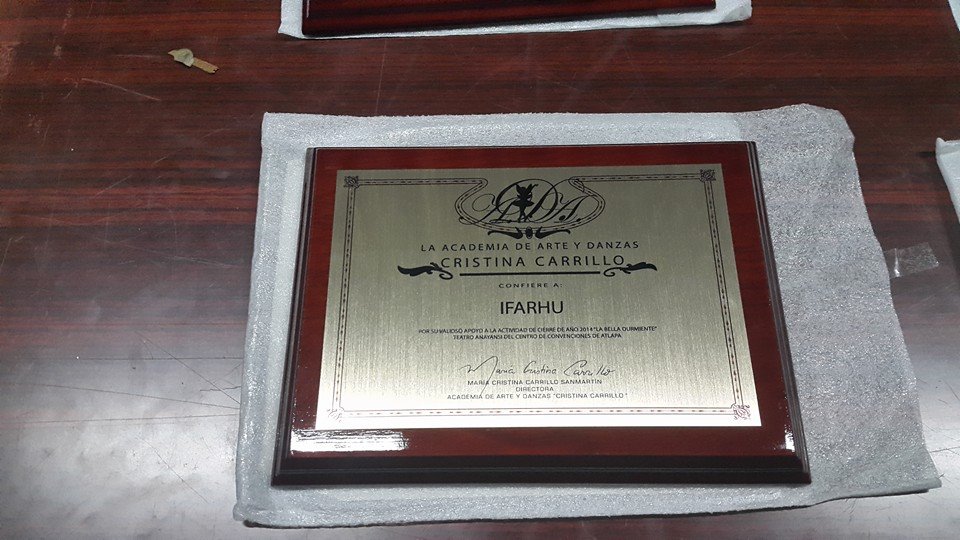 ADA
LA ACADEMIA DE ARTE Y DANZAS
CRISTINA CARRILLO
CONFIERE A:
IFARHU
POR SU VALIOSO APOYO A LA ACTIVIDAD DE CIERRE DE AÑO 2014 "LA BELLA DURMIENTE"
TEATRO ANAYANSI DEL CENTRO DE CONVENCIONES DE ATLAPA
Maria Cristina Carrillo
MARÍA CRISTINA CARRILLO SANMARTÍN
DIRECTORA
ACADEMIA DE ARTE Y DANZAS "CRISTINA CARRILLO"